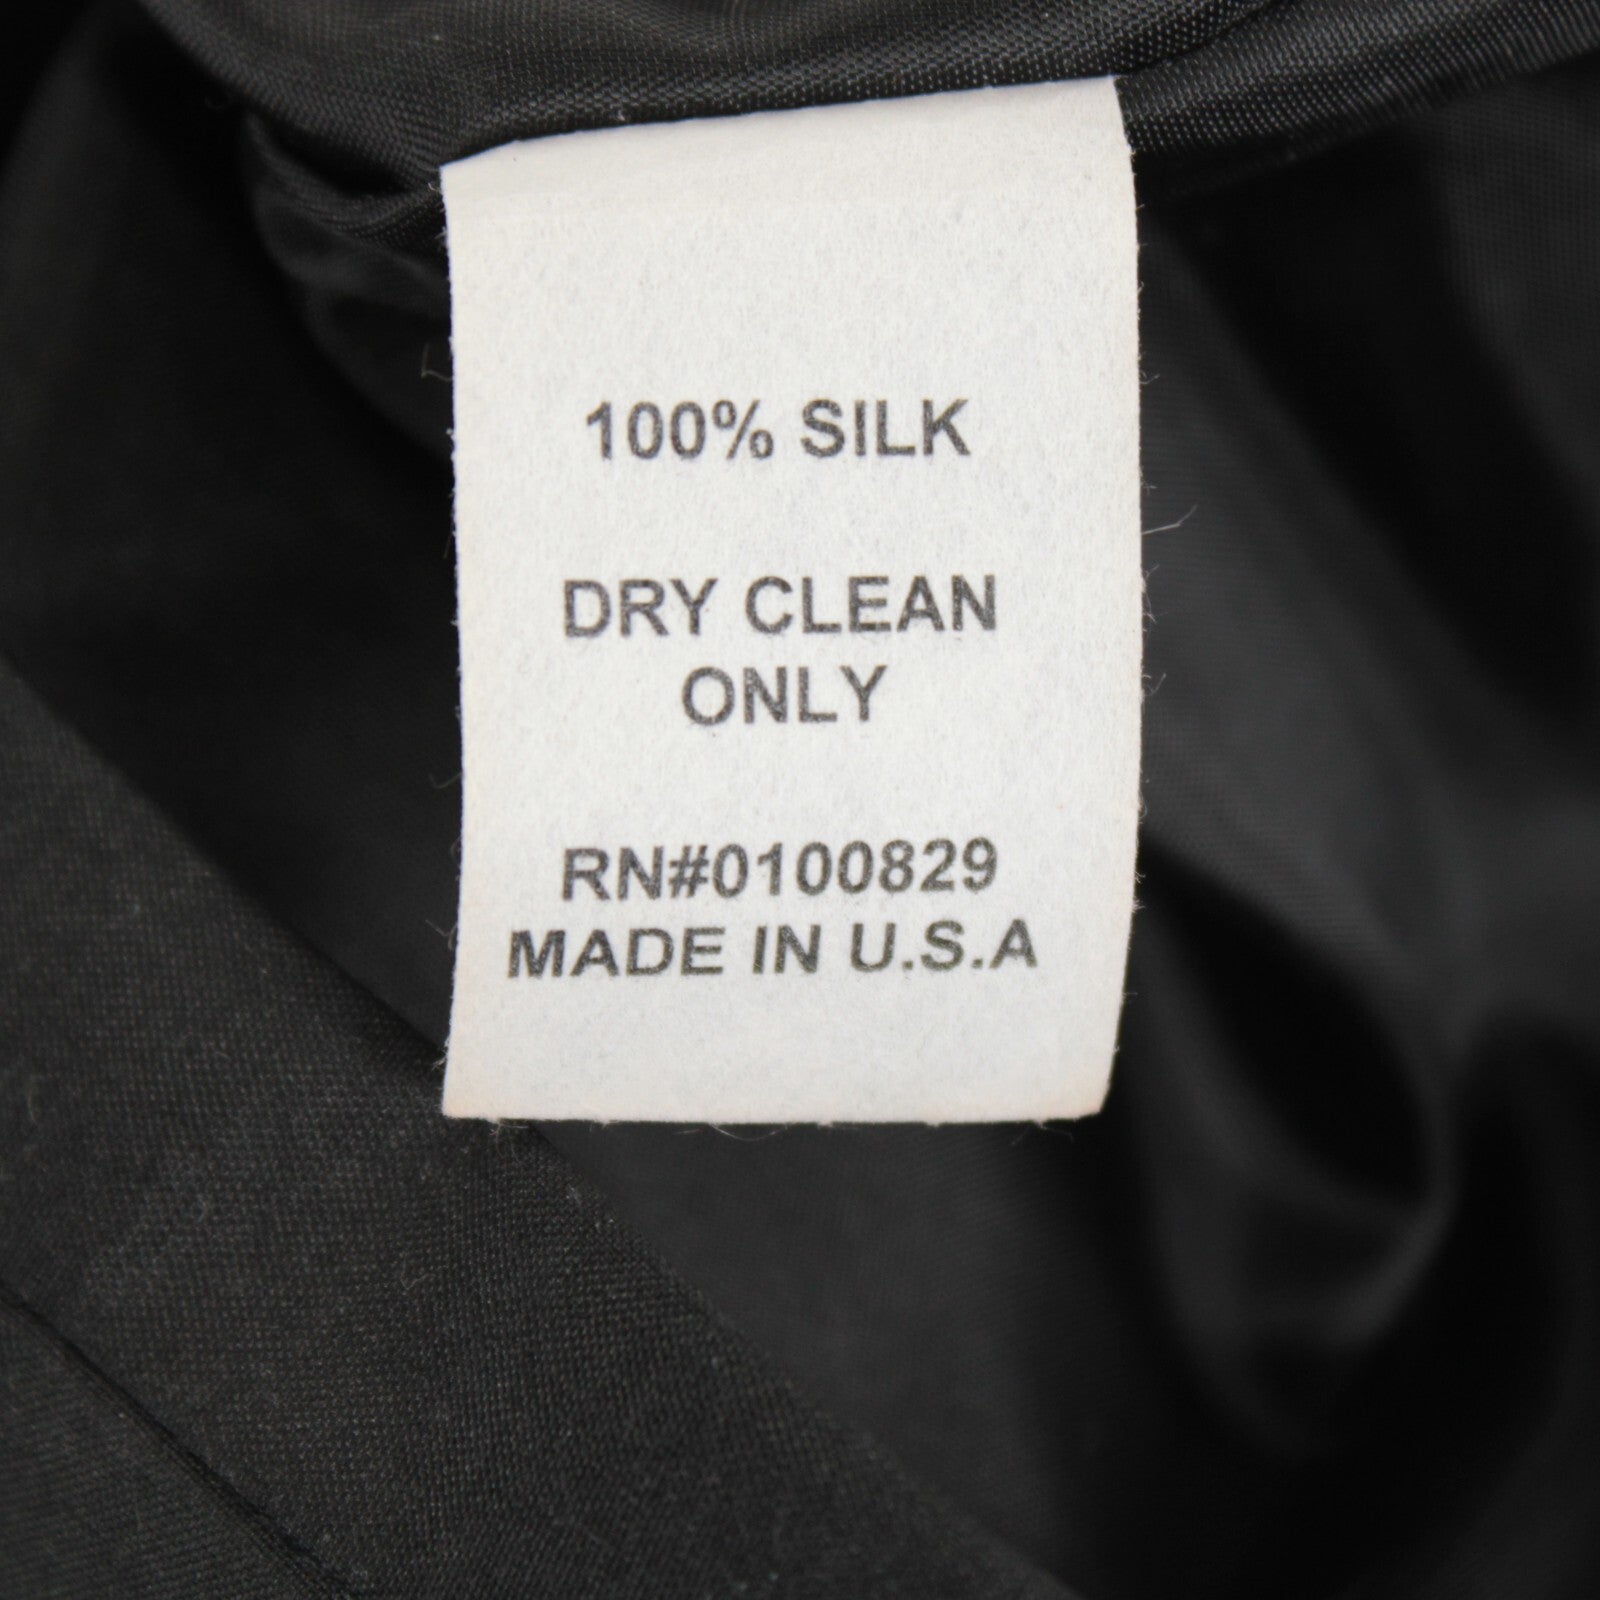 100% SILK
DRY CLEAN
ONLY
RN#0100829
MADE IN U.S.A